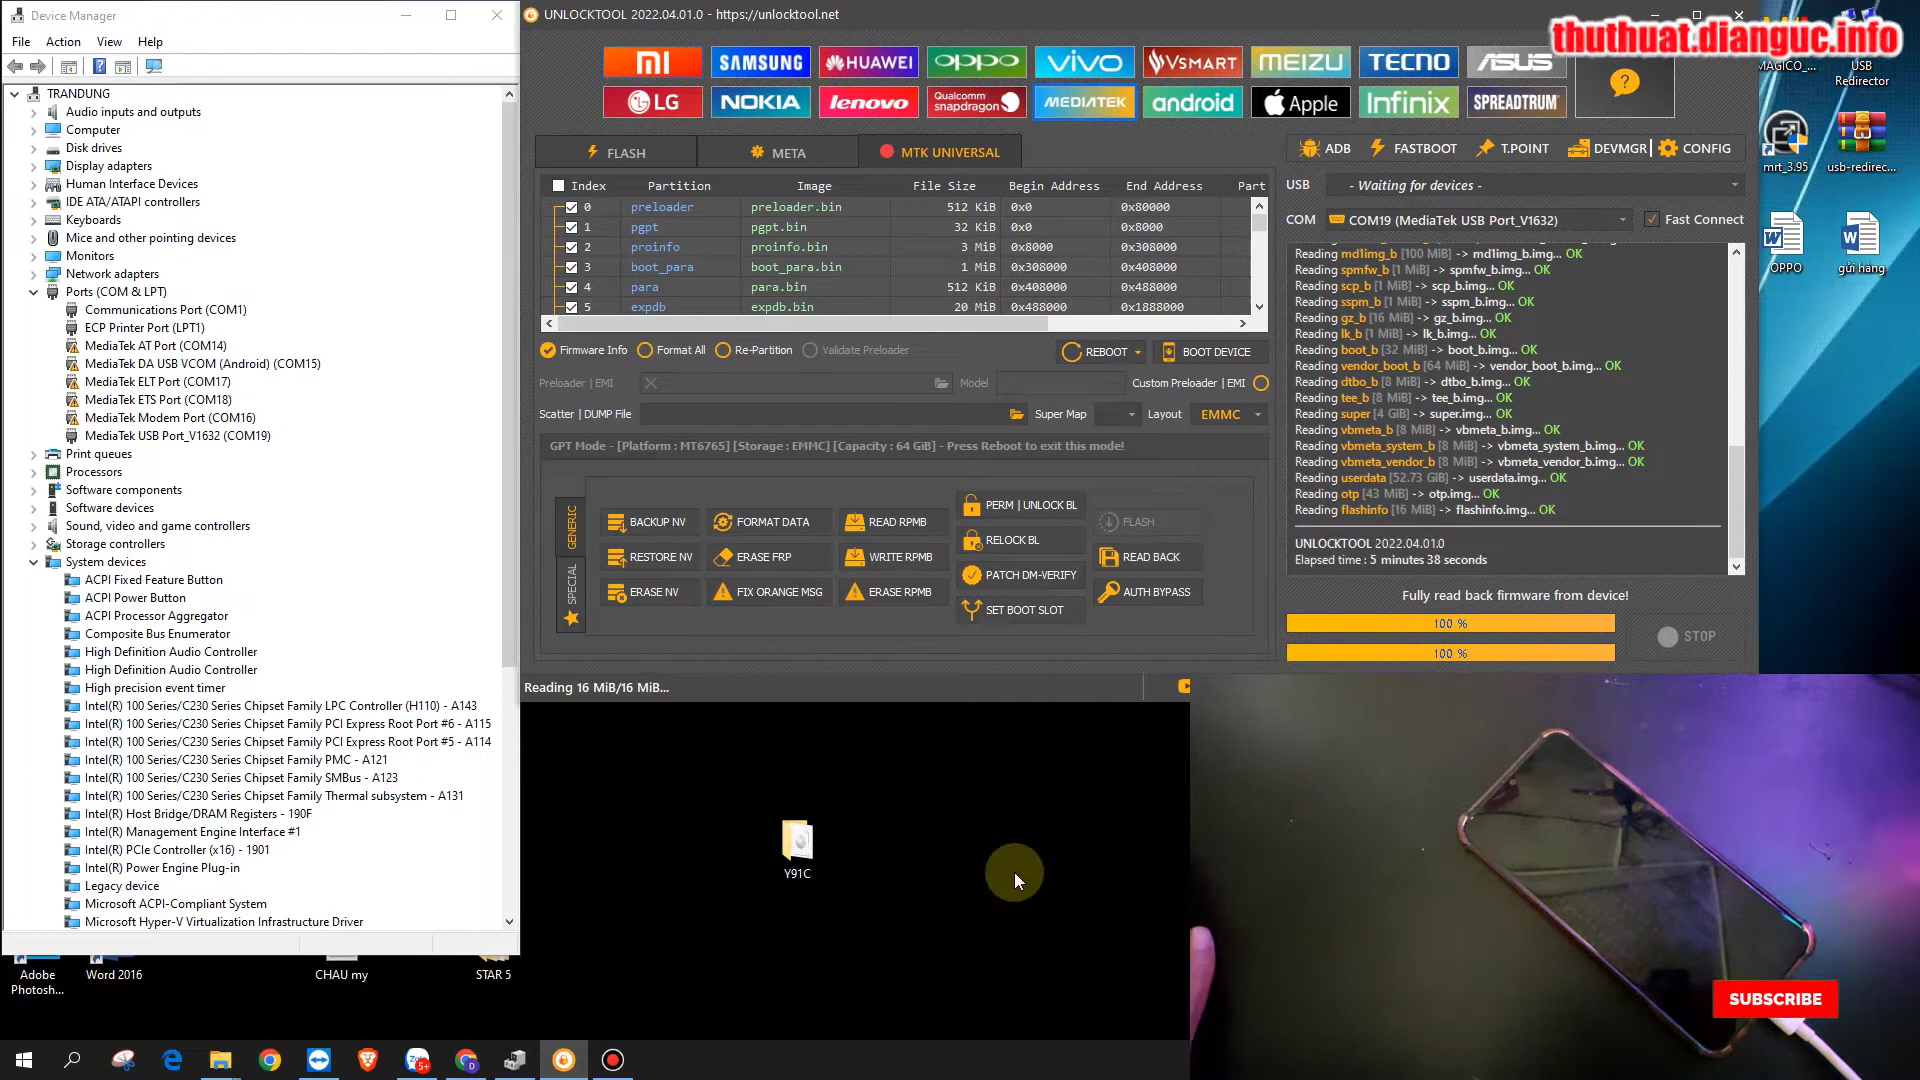 Device Manager
File Action View Help
TRANDUNG
Audio inputs and outputs
Computer
Disk drives
Display adapters
Human Interface Devices
IDE ATA/ATAPI controllers
Keyboards
Mice and other pointing devices
Monitors
Network adapters
Ports (COM & LPT)
Communications Port (COM1)
ECP Printer Port (LPT1)
MediaTek AT Port (COM14)
MediaTek DA USB VCOM (Android) (COM15)
MediaTek ELT Port (COM17)
MediaTek ETS Port (COM18)
MediaTek Modem Port (COM16)
MediaTek USB Port_V1632 (COM19)
Print queues
Processors
Software components
Software devices
Sound, video and game controllers
Storage controllers
System devices
ACPI Fixed Feature Button
ACPI Power Button
ACPI Processor Aggregator
Composite Bus Enumerator
High Definition Audio Controller
High Definition Audio Controller
High precision event timer
Intel(R) 100 Series/C230 Series Chipset Family LPC Controller (H110) - A143
Intel(R) 100 Series/C230 Series Chipset Family PCI Express Root Port #6 - A115
Intel(R) 100 Series/C230 Series Chipset Family PCI Express Root Port #5 - A114
Intel(R) 100 Series/C230 Series Chipset Family PMC - A121
Intel(R) 100 Series/C230 Series Chipset Family SMBus - A123
Intel(R) 100 Series/C230 Series Chipset Family Thermal subsystem - A131
Intel(R) Host Bridge/DRAM Registers - 190F
Intel(R) Management Engine Interface #1
Intel(R) PCIe Controller (x16) - 1901
Intel(R) Power Engine Plug-in
Legacy device
Microsoft ACPI-Compliant System
Microsoft Hyper-V Virtualization Infrastructure Driver
Adobe Photosh...
Word 2016
CHAU my
STAR 5
UNLOCKTOOL 2022.04.01.0 - https://unlocktool.net
mi SAMSUNG HUAWEI oppo vivo VSMART MEIZU TECNO ASUS
LG NOKIA lenovo Qualcomm snapdragon MEDIATEK android Apple Infinix SPREADTRUM ?
FLASH META MTK UNIVERSAL
Index Partition Image File Size Begin Address End Address Part
0 preloader preloader.bin 512 KiB 0x0 0x80000
1 pgpt pgpt.bin 32 KiB 0x0 0x8000
2 proinfo proinfo.bin 3 MiB 0x8000 0x308000
3 boot_para boot_para.bin 1 MiB 0x308000 0x408000
4 para para.bin 512 KiB 0x408000 0x488000
5 expdb expdb.bin 20 MiB 0x488000 0x1888000
Firmware Info Format All Re-Partition Validate Preloader REBOOT BOOT DEVICE
Preloader | EMI Model Custom Preloader | EMI
Scatter | DUMP File Super Map Layout EMMC
GPT Mode - [Platform : MT6765] [Storage : EMMC] [Capacity : 64 GiB] - Press Reboot to exit this mode!
GENERIC
SPECIAL
BACKUP NV FORMAT DATA READ RPMB PERM | UNLOCK BL FLASH
RESTORE NV ERASE FRP WRITE RPMB RELOCK BL READ BACK
ERASE NV FIX ORANGE MSG ERASE RPMB PATCH DM-VERIFY AUTH BYPASS
SET BOOT SLOT
Reading 16 MiB/16 MiB...
ADB FASTBOOT T.POINT DEVMGR CONFIG
USB - Waiting for devices -
COM COM19 (MediaTek USB Port_V1632) Fast Connect
Reading md1img_b [100 MiB] -> md1img_b.img... OK
Reading spmfw_b [1 MiB] -> spmfw_b.img... OK
Reading scp_b [1 MiB] -> scp_b.img... OK
Reading sspm_b [1 MiB] -> sspm_b.img... OK
Reading gz_b [16 MiB] -> gz_b.img... OK
Reading lk_b [1 MiB] -> lk_b.img... OK
Reading boot_b [32 MiB] -> boot_b.img... OK
Reading vendor_boot_b [64 MiB] -> vendor_boot_b.img... OK
Reading dtbo_b [8 MiB] -> dtbo_b.img... OK
Reading tee_b [8 MiB] -> tee_b.img... OK
Reading super [4 GiB] -> super.img... OK
Reading vbmeta_b [8 MiB] -> vbmeta_b.img... OK
Reading vbmeta_system_b [8 MiB] -> vbmeta_system_b.img... OK
Reading vbmeta_vendor_b [8 MiB] -> vbmeta_vendor_b.img... OK
Reading userdata [52.73 GiB] -> userdata.img... OK
Reading otp [43 MiB] -> otp.img... OK
Reading flashinfo [16 MiB] -> flashinfo.img... OK
UNLOCKTOOL 2022.04.01.0
Elapsed time : 5 minutes 38 seconds
Fully read back firmware from device!
100 %
100 %
STOP
Y91C
thuthuat.dianguc.info
MAGICO_...
USB Redirector
mrt_3.95
usb-redirec...
OPPO
gửi hàng
SUBSCRIBE
Zalo
5+
D